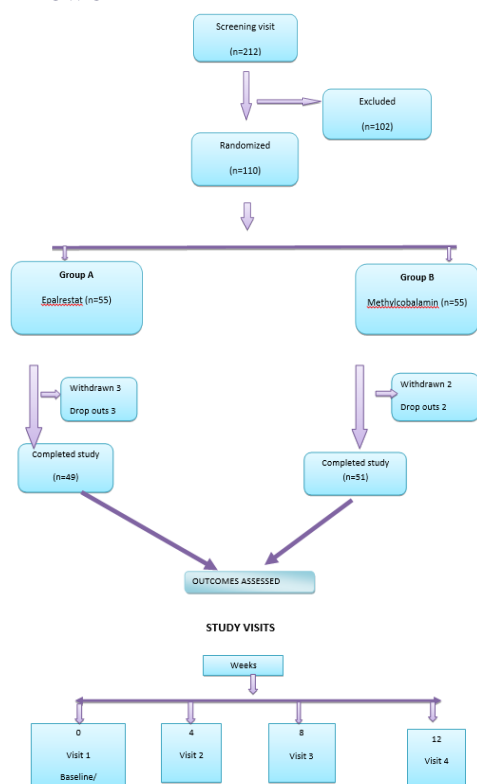 Screening visit
(n=212)
Excluded
(n=102)
Randomized
(n=110)
Group A
Epalrestat (n=55)
Group B
Methylcobalamin (n=55)
Withdrawn 3
Drop outs 3
Withdrawn 2
Drop outs 2
Completed study
(n=49)
Completed study
(n=51)
OUTCOMES ASSESSED
STUDY VISITS
Weeks
0
Visit 1
Baseline/
4
Visit 2
8
Visit 3
12
Visit 4